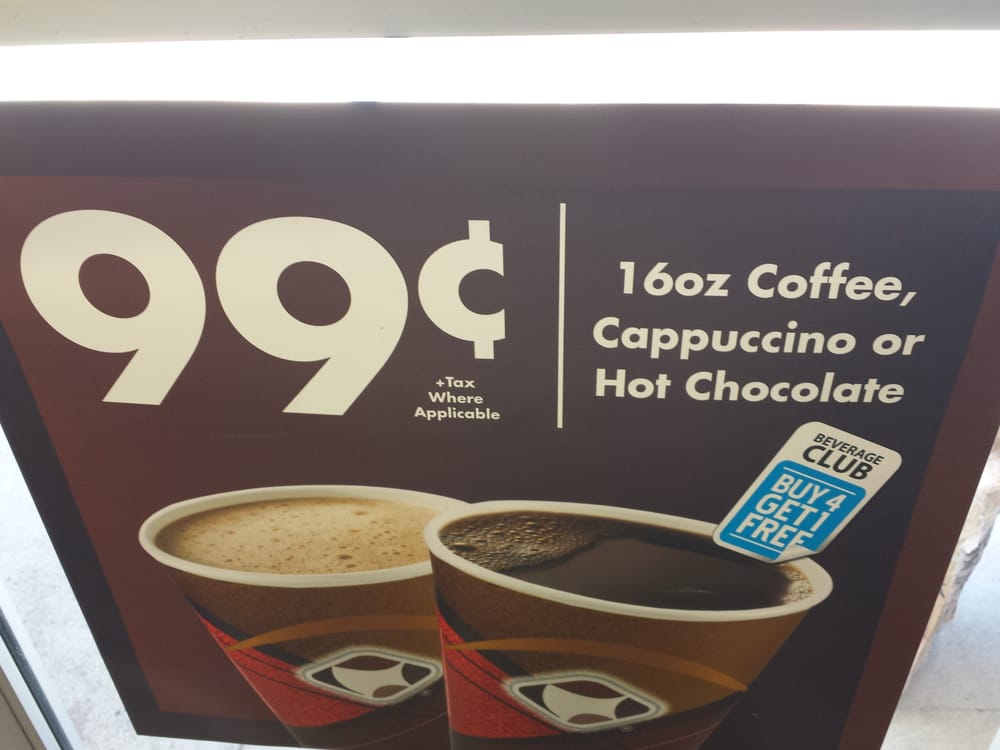 99¢
+Tax
Where
Applicable
16oz Coffee,
Cappuccino or
Hot Chocolate
BEVERAGE
CLUB
BUY 4
GET 1
FREE